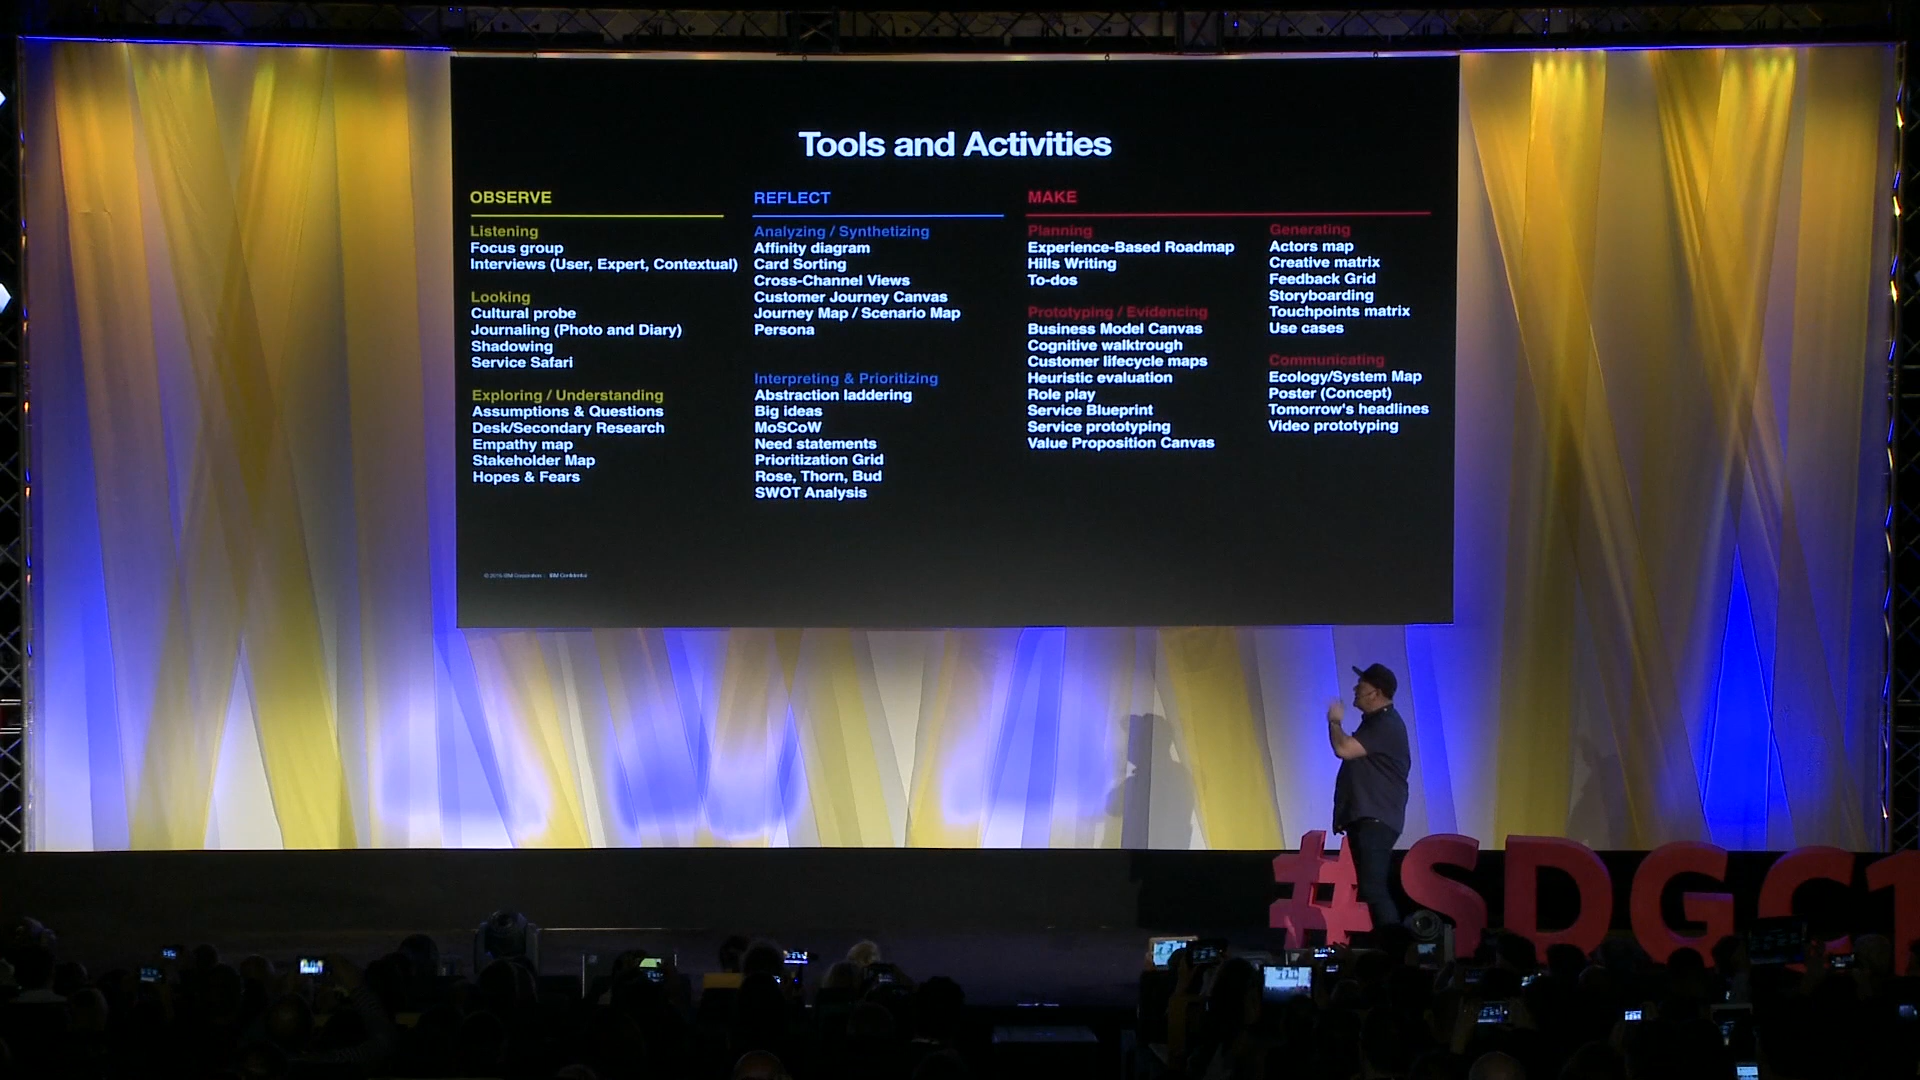 Tools and Activities
OBSERVE
Listening
Focus group
Interviews (User, Expert, Contextual)
Looking
Cultural probe
Journaling (Photo and Diary)
Shadowing
Service Safari
Exploring / Understanding
Assumptions & Questions
Desk/Secondary Research
Empathy map
Stakeholder Map
Hopes & Fears
REFLECT
Analyzing / Synthetizing
Affinity diagram
Card Sorting
Cross-Channel Views
Customer Journey Canvas
Journey Map / Scenario Map
Persona
Interpreting & Prioritizing
Abstraction laddering
Big ideas
MoSCoW
Need statements
Prioritization Grid
Rose, Thorn, Bud
SWOT Analysis
MAKE
Planning
Experience-Based Roadmap
Hills Writing
To-dos
Prototyping / Evidencing
Business Model Canvas
Cognitive walktrough
Customer lifecycle maps
Heuristic evaluation
Role play
Service Blueprint
Service prototyping
Value Proposition Canvas
Generating
Actors map
Creative matrix
Feedback Grid
Storyboarding
Touchpoints matrix
Use cases
Communicating
Ecology/System Map
Poster (Concept)
Tomorrow's headlines
Video prototyping
IBM Corporation | IBM Confidential
#SDGC1